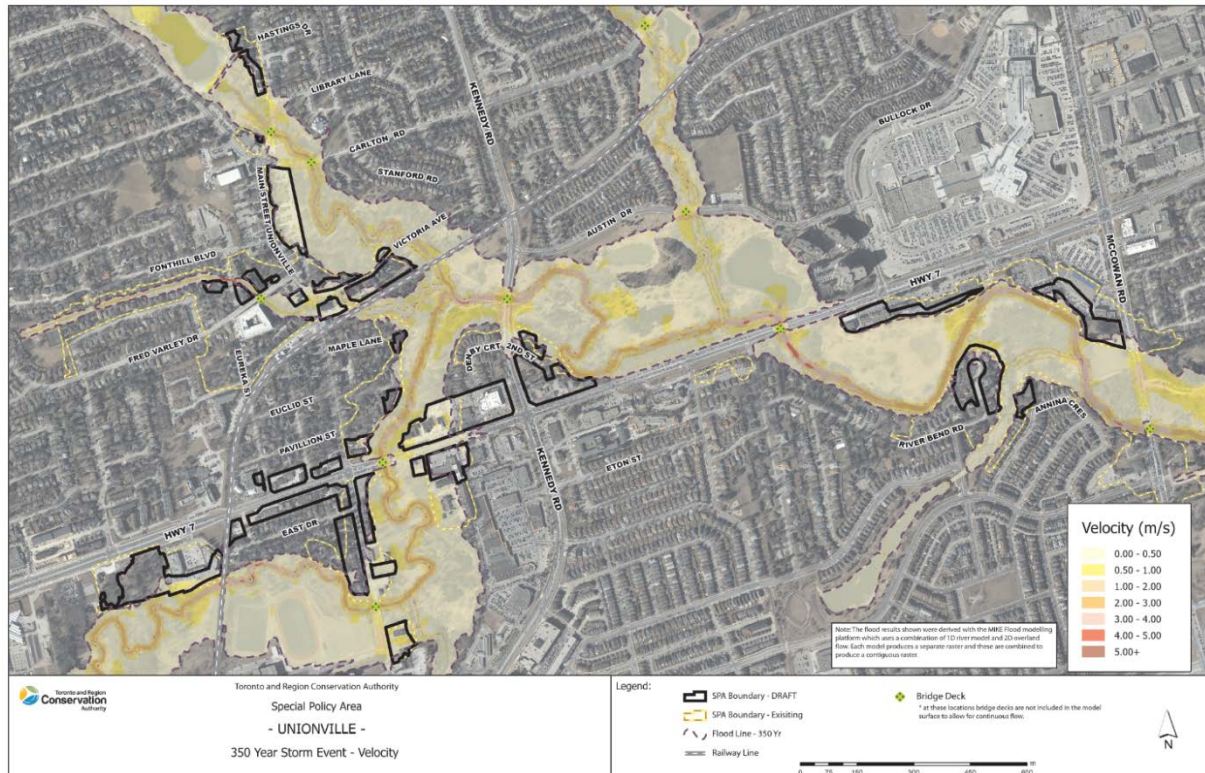 HASTINGS DR
LIBRARY LANE
KENNEDY RD
CARLTON RD
STANFORD RD
BULLOCK DR
MAIN STREET UNIONVILLE
VICTORIA AVE
AUSTIN DR
MCCOWAN RD
FONTHILL BLVD
HWY 7
FRED VARLEY DR
EUREKA ST
MAPLE LANE
2ND ST
EUCLID ST
PAVILLION ST
ANNINA CRES
RIVER BEND RD
ETON ST
KENNEDY RD
HWY 7
EAST DR
Velocity (m/s)
0.00 - 0.50
0.50 - 1.00
1.00 - 2.00
2.00 - 3.00
3.00 - 4.00
4.00 - 5.00
5.00+
Note: The flood results shown were derived with the MIKE Flood modelling
platform which uses a combination of 1D river model and 2D overland
flow. Each model produces a separate raster and these are combined to
produce a contiguous raster.
Toronto and Region
Conservation
Authority
Toronto and Region Conservation Authority
Special Policy Area
- UNIONVILLE -
350 Year Storm Event - Velocity
Legend:
SPA Boundary - DRAFT
SPA Boundary - Exisiting
Flood Line - 350 Yr
Railway Line
Bridge Deck
* at these locations bridge decks are not included in the model
surface to allow for continuous flow.
m
0 75 150 300 450 600
N